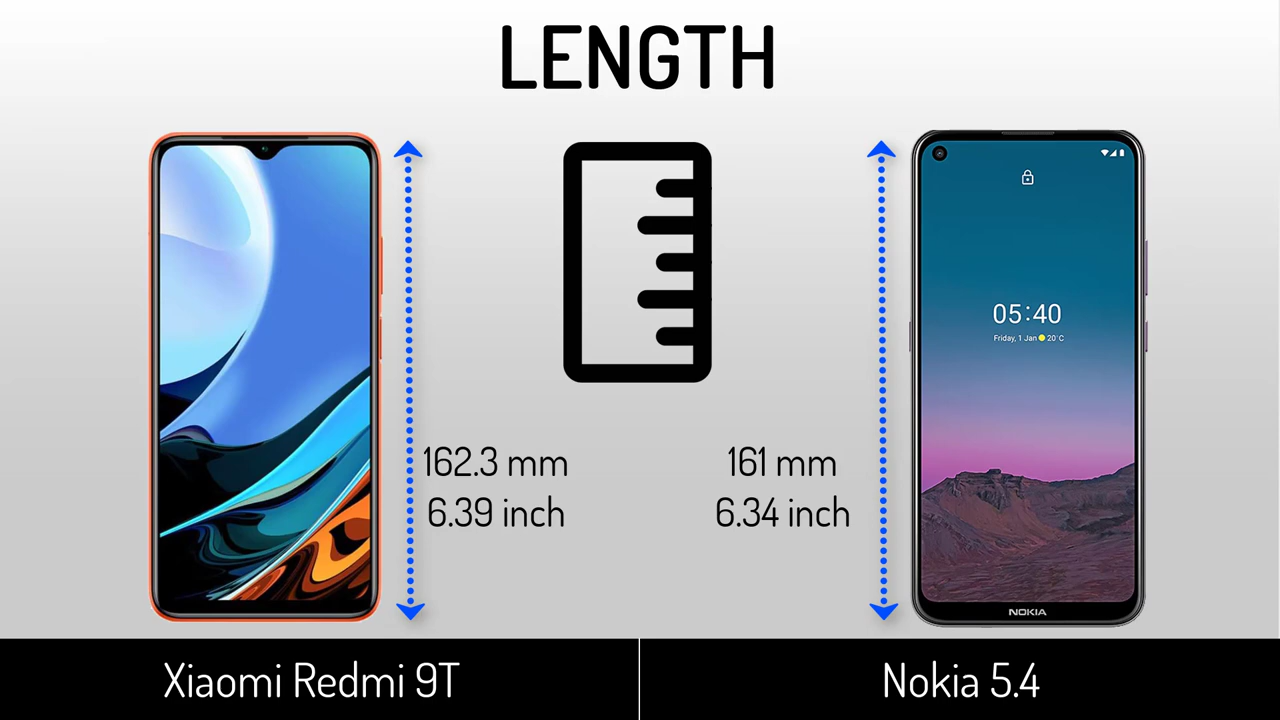 LENGTH
05:40
Friday, 1 Jan 20°C
NOKIA
162.3 mm
6.39 inch
161 mm
6.34 inch
Xiaomi Redmi 9T
Nokia 5.4